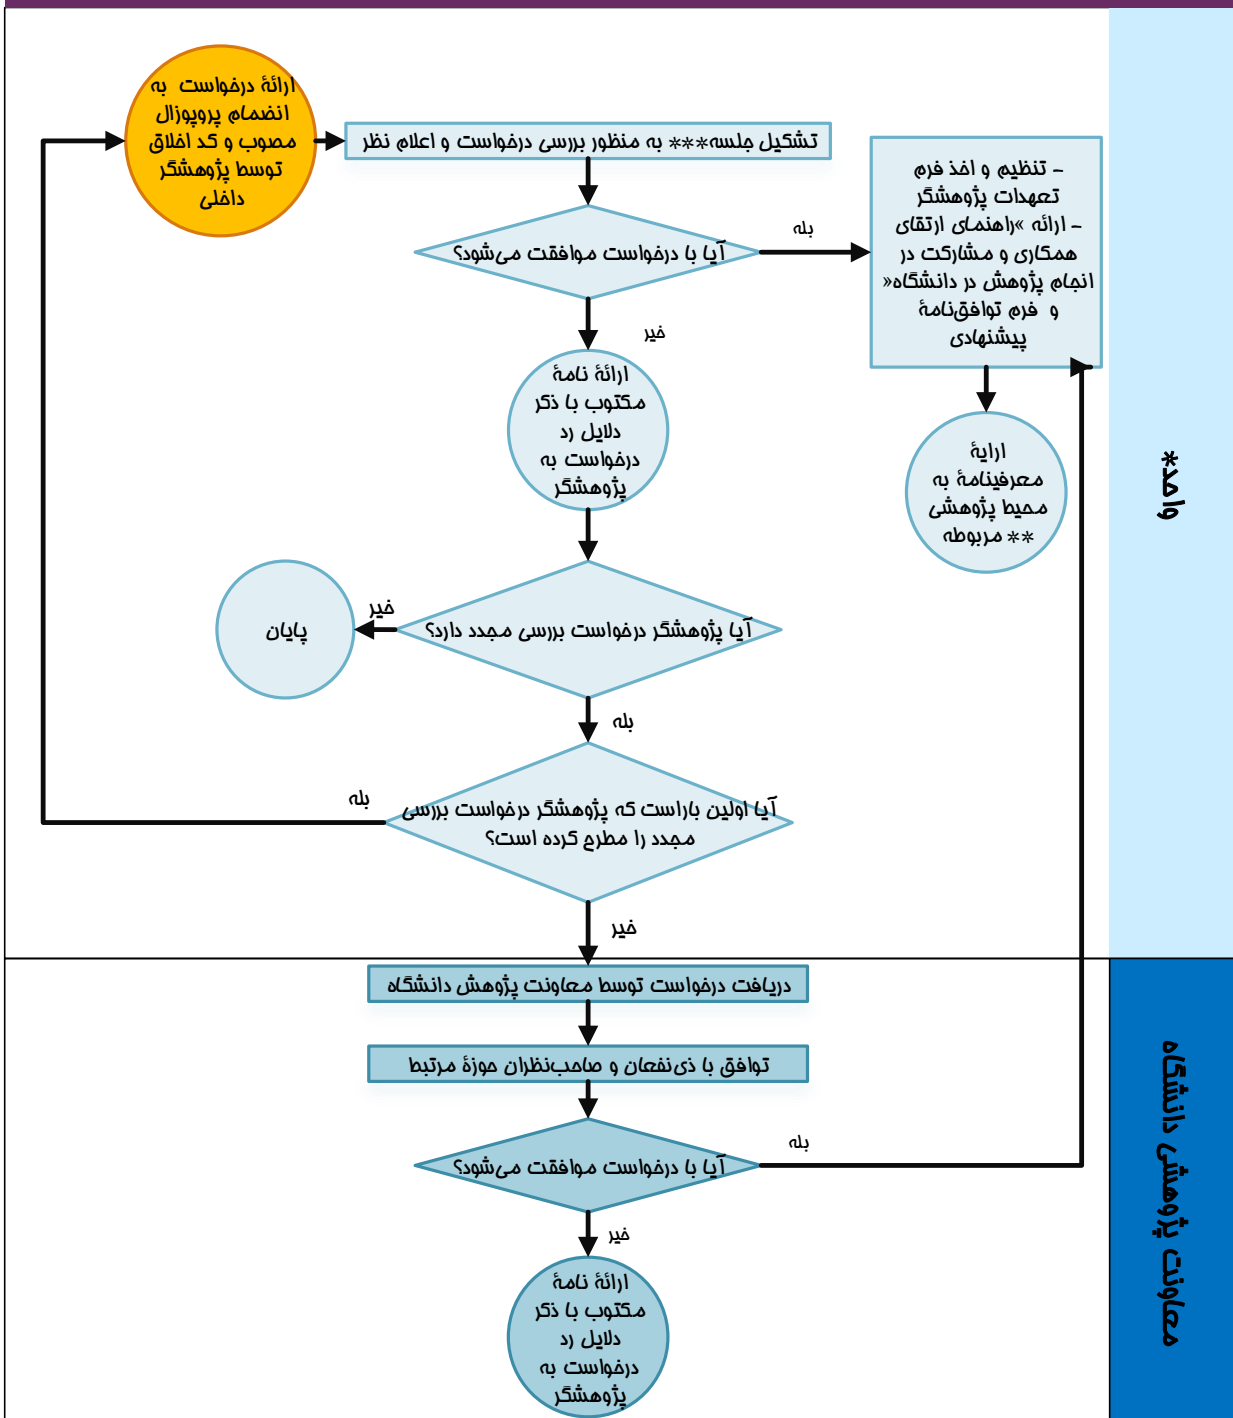 ارائهٔ درخواست به
انضمام پروپوزال
مصوب و کد اخلاق
توسط پژوهشگر
داخلی
تشکیل جلسه*** به منظور بررسی درخواست و اعلام نظر
آیا با درخواست موافقت می‌شود؟
بله
- تنظیم و اخذ فرم
تعهدات پژوهشگر
- ارائه »راهنمای ارتقای
همکاری و مشارکت در
انجام پژوهش در دانشگاه«
و فرم توافق‌نامهٔ
پیشنهادی
ارایهٔ
معرفینامهٔ به
محیط پژوهشی
** مربوطه
خیر
ارائهٔ نامهٔ
مکتوب با ذکر
دلایل رد
درخواست به
پژوهشگر
آیا پژوهشگر درخواست بررسی مجدد دارد؟
خیر
پایان
بله
آیا اولین باراست که پژوهشگر درخواست بررسی
مجدد را مطرح کرده است؟
بله
خیر
واحد*
دریافت درخواست توسط معاونت پژوهش دانشگاه
توافق با ذی‌نفعان و صاحب‌نظران حوزهٔ مرتبط
آیا با درخواست موافقت می‌شود؟
بله
خیر
ارائهٔ نامهٔ
مکتوب با ذکر
دلایل رد
درخواست به
پژوهشگر
معاونت پژوهشی دانشگاه